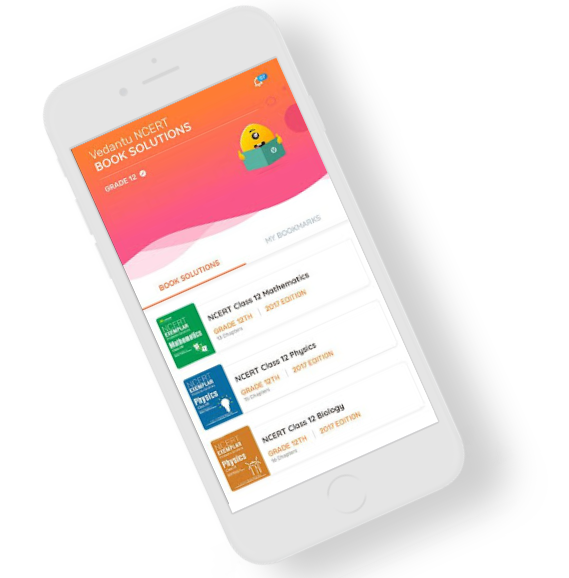 Vedantu NCERT
BOOK SOLUTIONS
GRADE 12
BOOK SOLUTIONS
MY BOOKMARKS
NCERT Class 12 Mathematics
GRADE 12TH | 2017 EDITION
13 Chapters
NCERT
EXEMPLAR
Mathematics
NCERT Class 12 Physics
GRADE 12TH | 2017 EDITION
15 Chapters
NCERT
EXEMPLAR
Physics
NCERT Class 12 Biology
GRADE 12TH | 2017 EDITION
16 Chapters
NCERT
EXEMPLAR
Physics